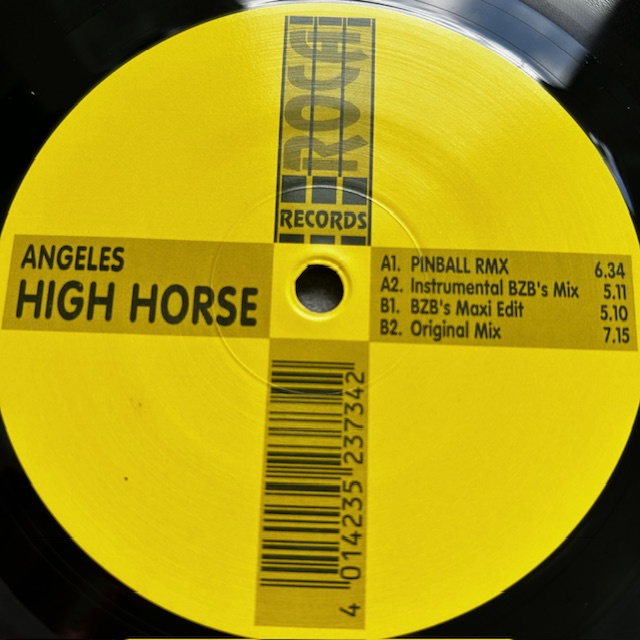 ROCA
RECORDS
ANGELES
HIGH HORSE
A1. PINBALL RMX 6.34
A2. Instrumental BZB's Mix 5.11
B1. BZB's Maxi Edit 5.10
B2. Original Mix 7.15
4 014235 237342